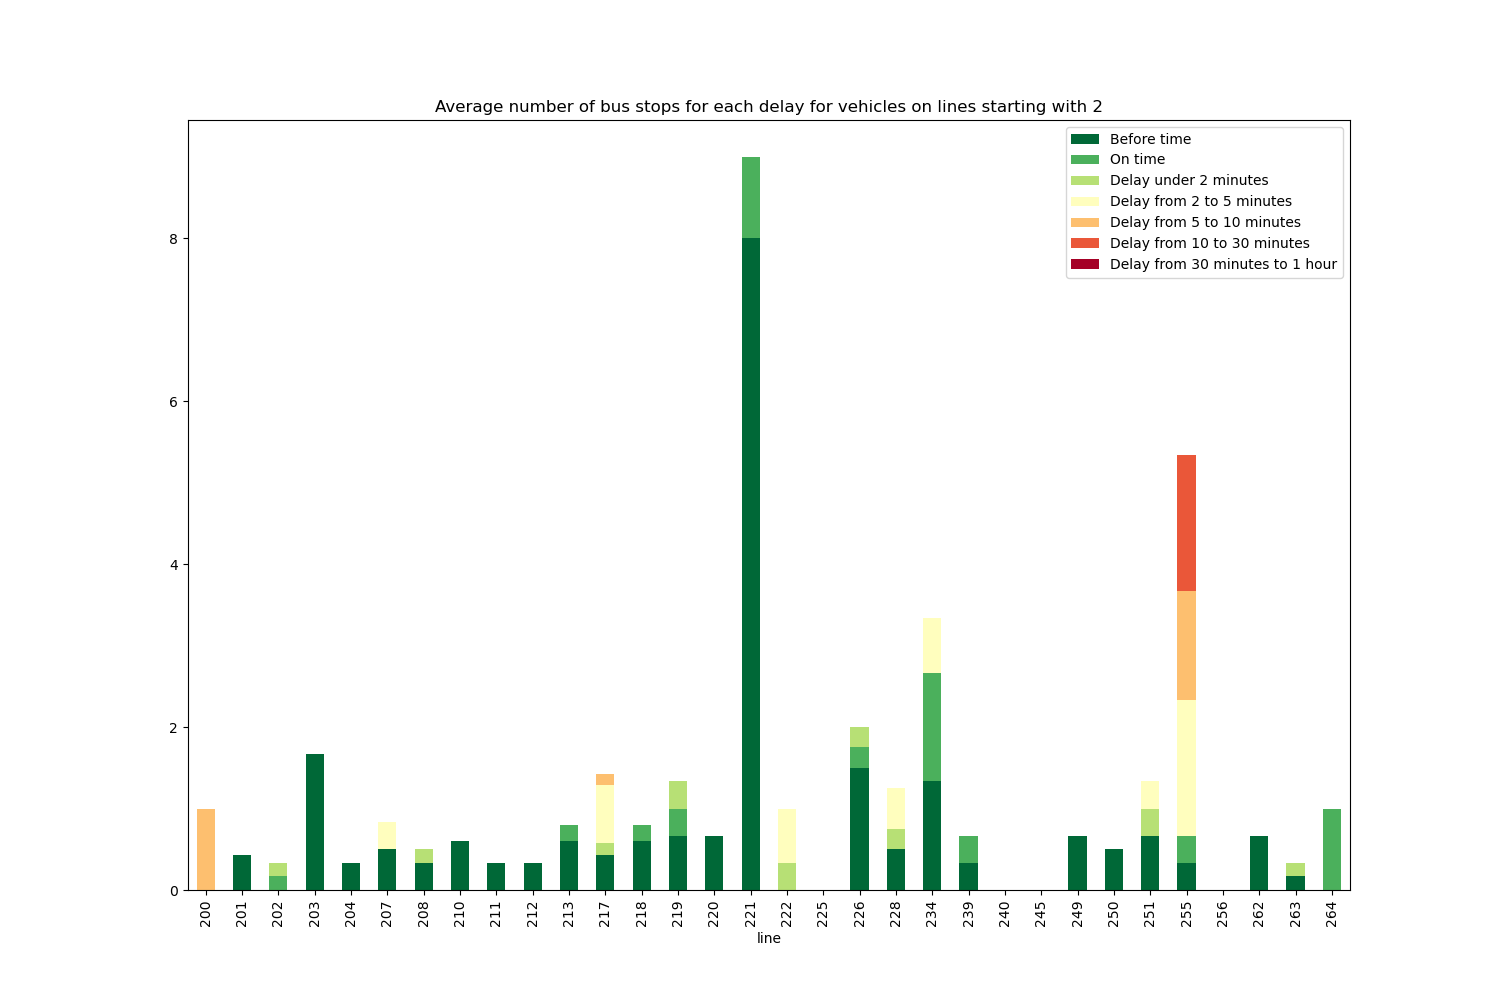 Average number of bus stops for each delay for vehicles on lines starting with 2
Before time
On time
Delay under 2 minutes
Delay from 2 to 5 minutes
Delay from 5 to 10 minutes
Delay from 10 to 30 minutes
Delay from 30 minutes to 1 hour
8
6
4
2
0
200 201 202 203 204 207 208 210 211 212 213 217 218 219 220 221 222 225 226 228 234 239 240 245 249 250 251 255 256 262 263 264
line